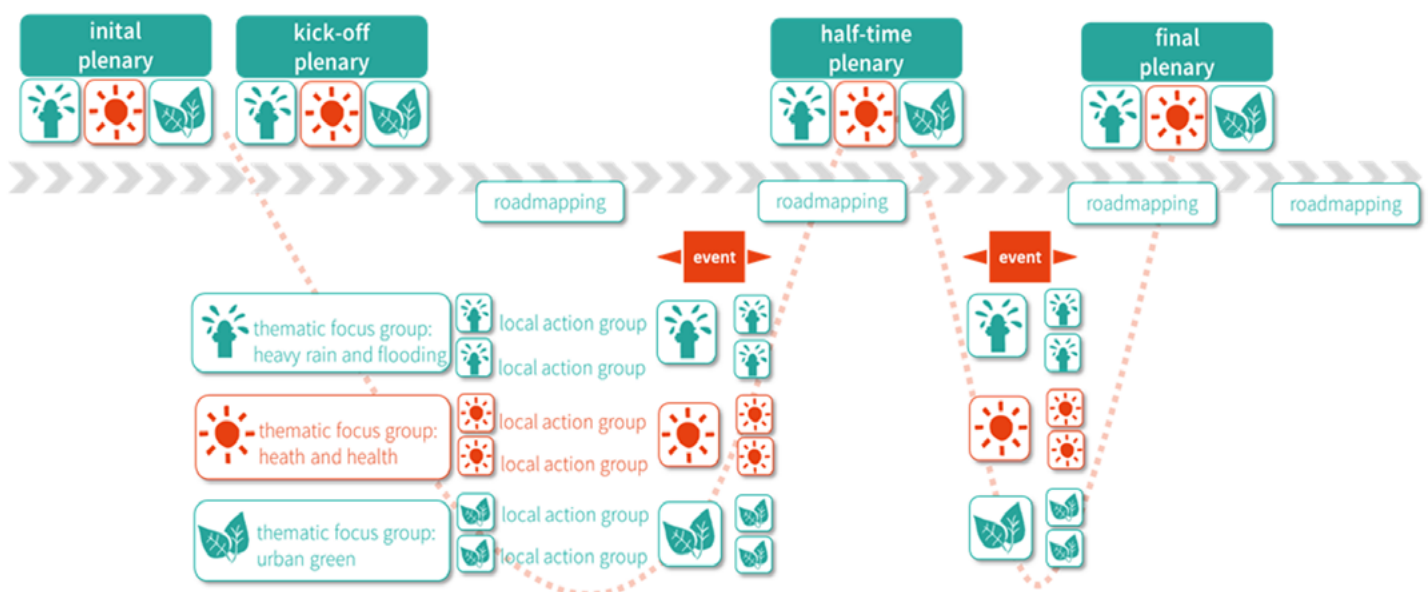 inital
plenary
kick-off
plenary
half-time
plenary
final
plenary
roadmapping
roadmapping
roadmapping
roadmapping
event
event
thematic focus group:
heavy rain and flooding
local action group
local action group
thematic focus group:
heath and health
local action group
local action group
thematic focus group:
urban green
local action group
local action group